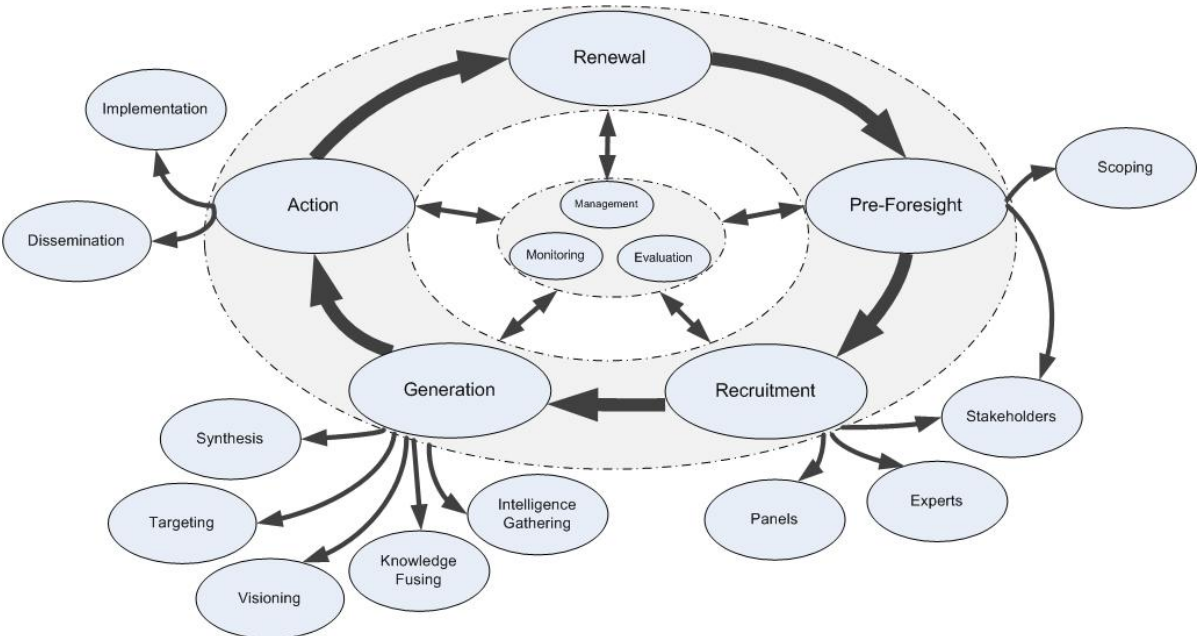 Renewal
Implementation
Action
Pre-Foresight
Scoping
Management
Dissemination
Monitoring
Evaluation
Generation
Recruitment
Stakeholders
Synthesis
Intelligence
Gathering
Experts
Targeting
Panels
Knowledge
Fusing
Visioning